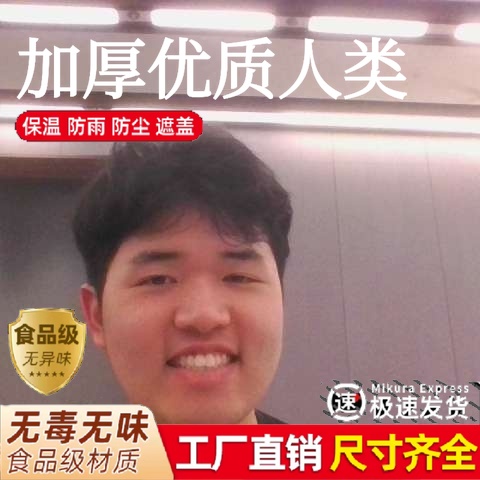 加厚优质人类
保温 防雨 防尘 遮盖
食品级
无异味
Mikura Express
速 极速发货
无毒无味
食品级材质
工厂直销 尺寸齐全